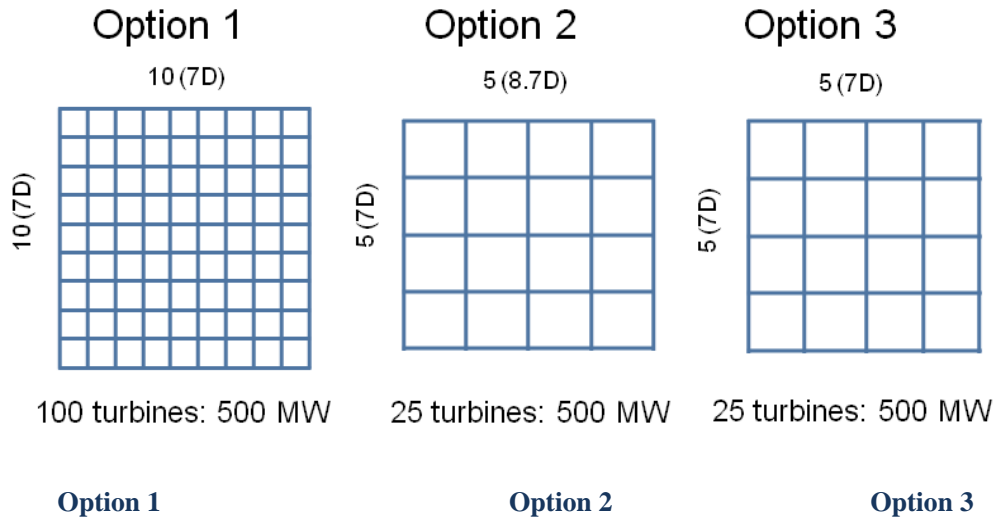 Option 1
Option 2
Option 3
10 (7D)
5 (8.7D)
5 (7D)
10 (7D)
5 (7D)
5 (7D)
100 turbines: 500 MW
25 turbines: 500 MW
25 turbines: 500 MW
Option 1
Option 2
Option 3